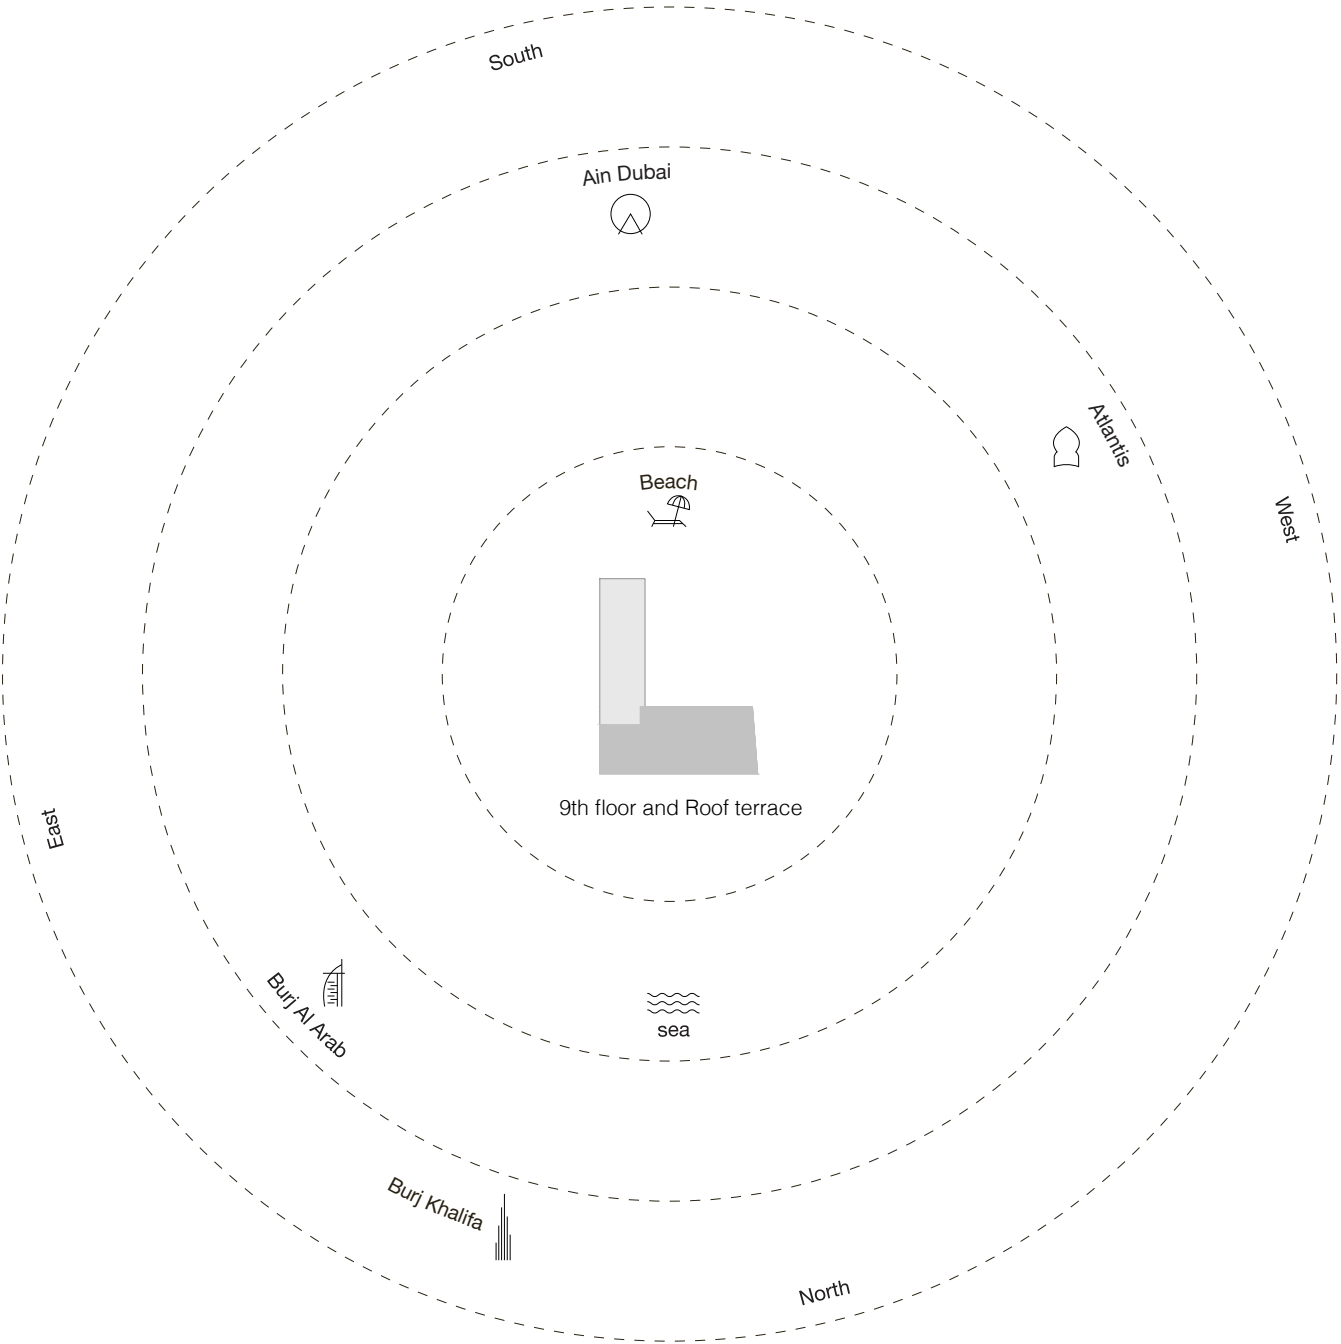 South
Ain Dubai
Atlantis
Beach
West
9th floor and Roof terrace
East
Burj Al Arab
sea
Burj Khalifa
North